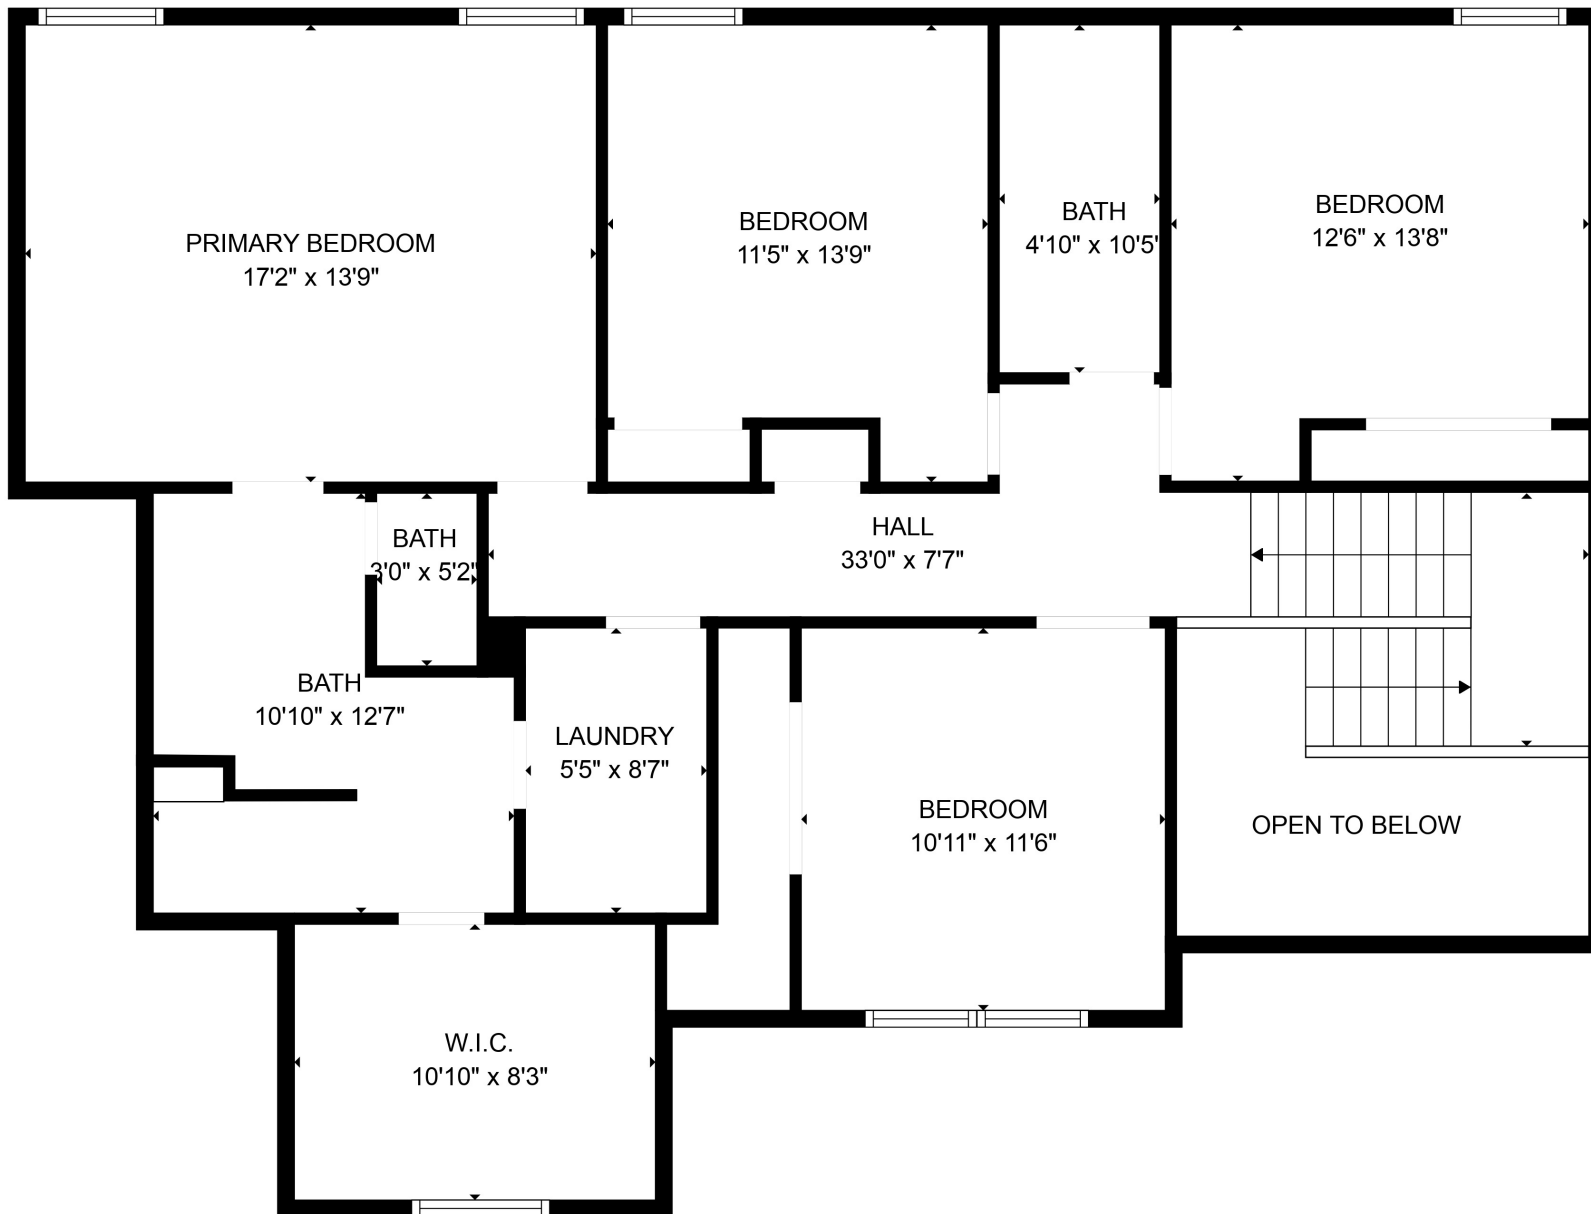 PRIMARY BEDROOM
17'2" x 13'9"
BEDROOM
11'5" x 13'9"
BATH
4'10" x 10'5'
BEDROOM
12'6" x 13'8"
BATH
3'0" x 5'2"
HALL
33'0" x 7'7"
BATH
10'10" x 12'7"
LAUNDRY
5'5" x 8'7"
BEDROOM
10'11" x 11'6"
OPEN TO BELOW
W.I.C.
10'10" x 8'3"